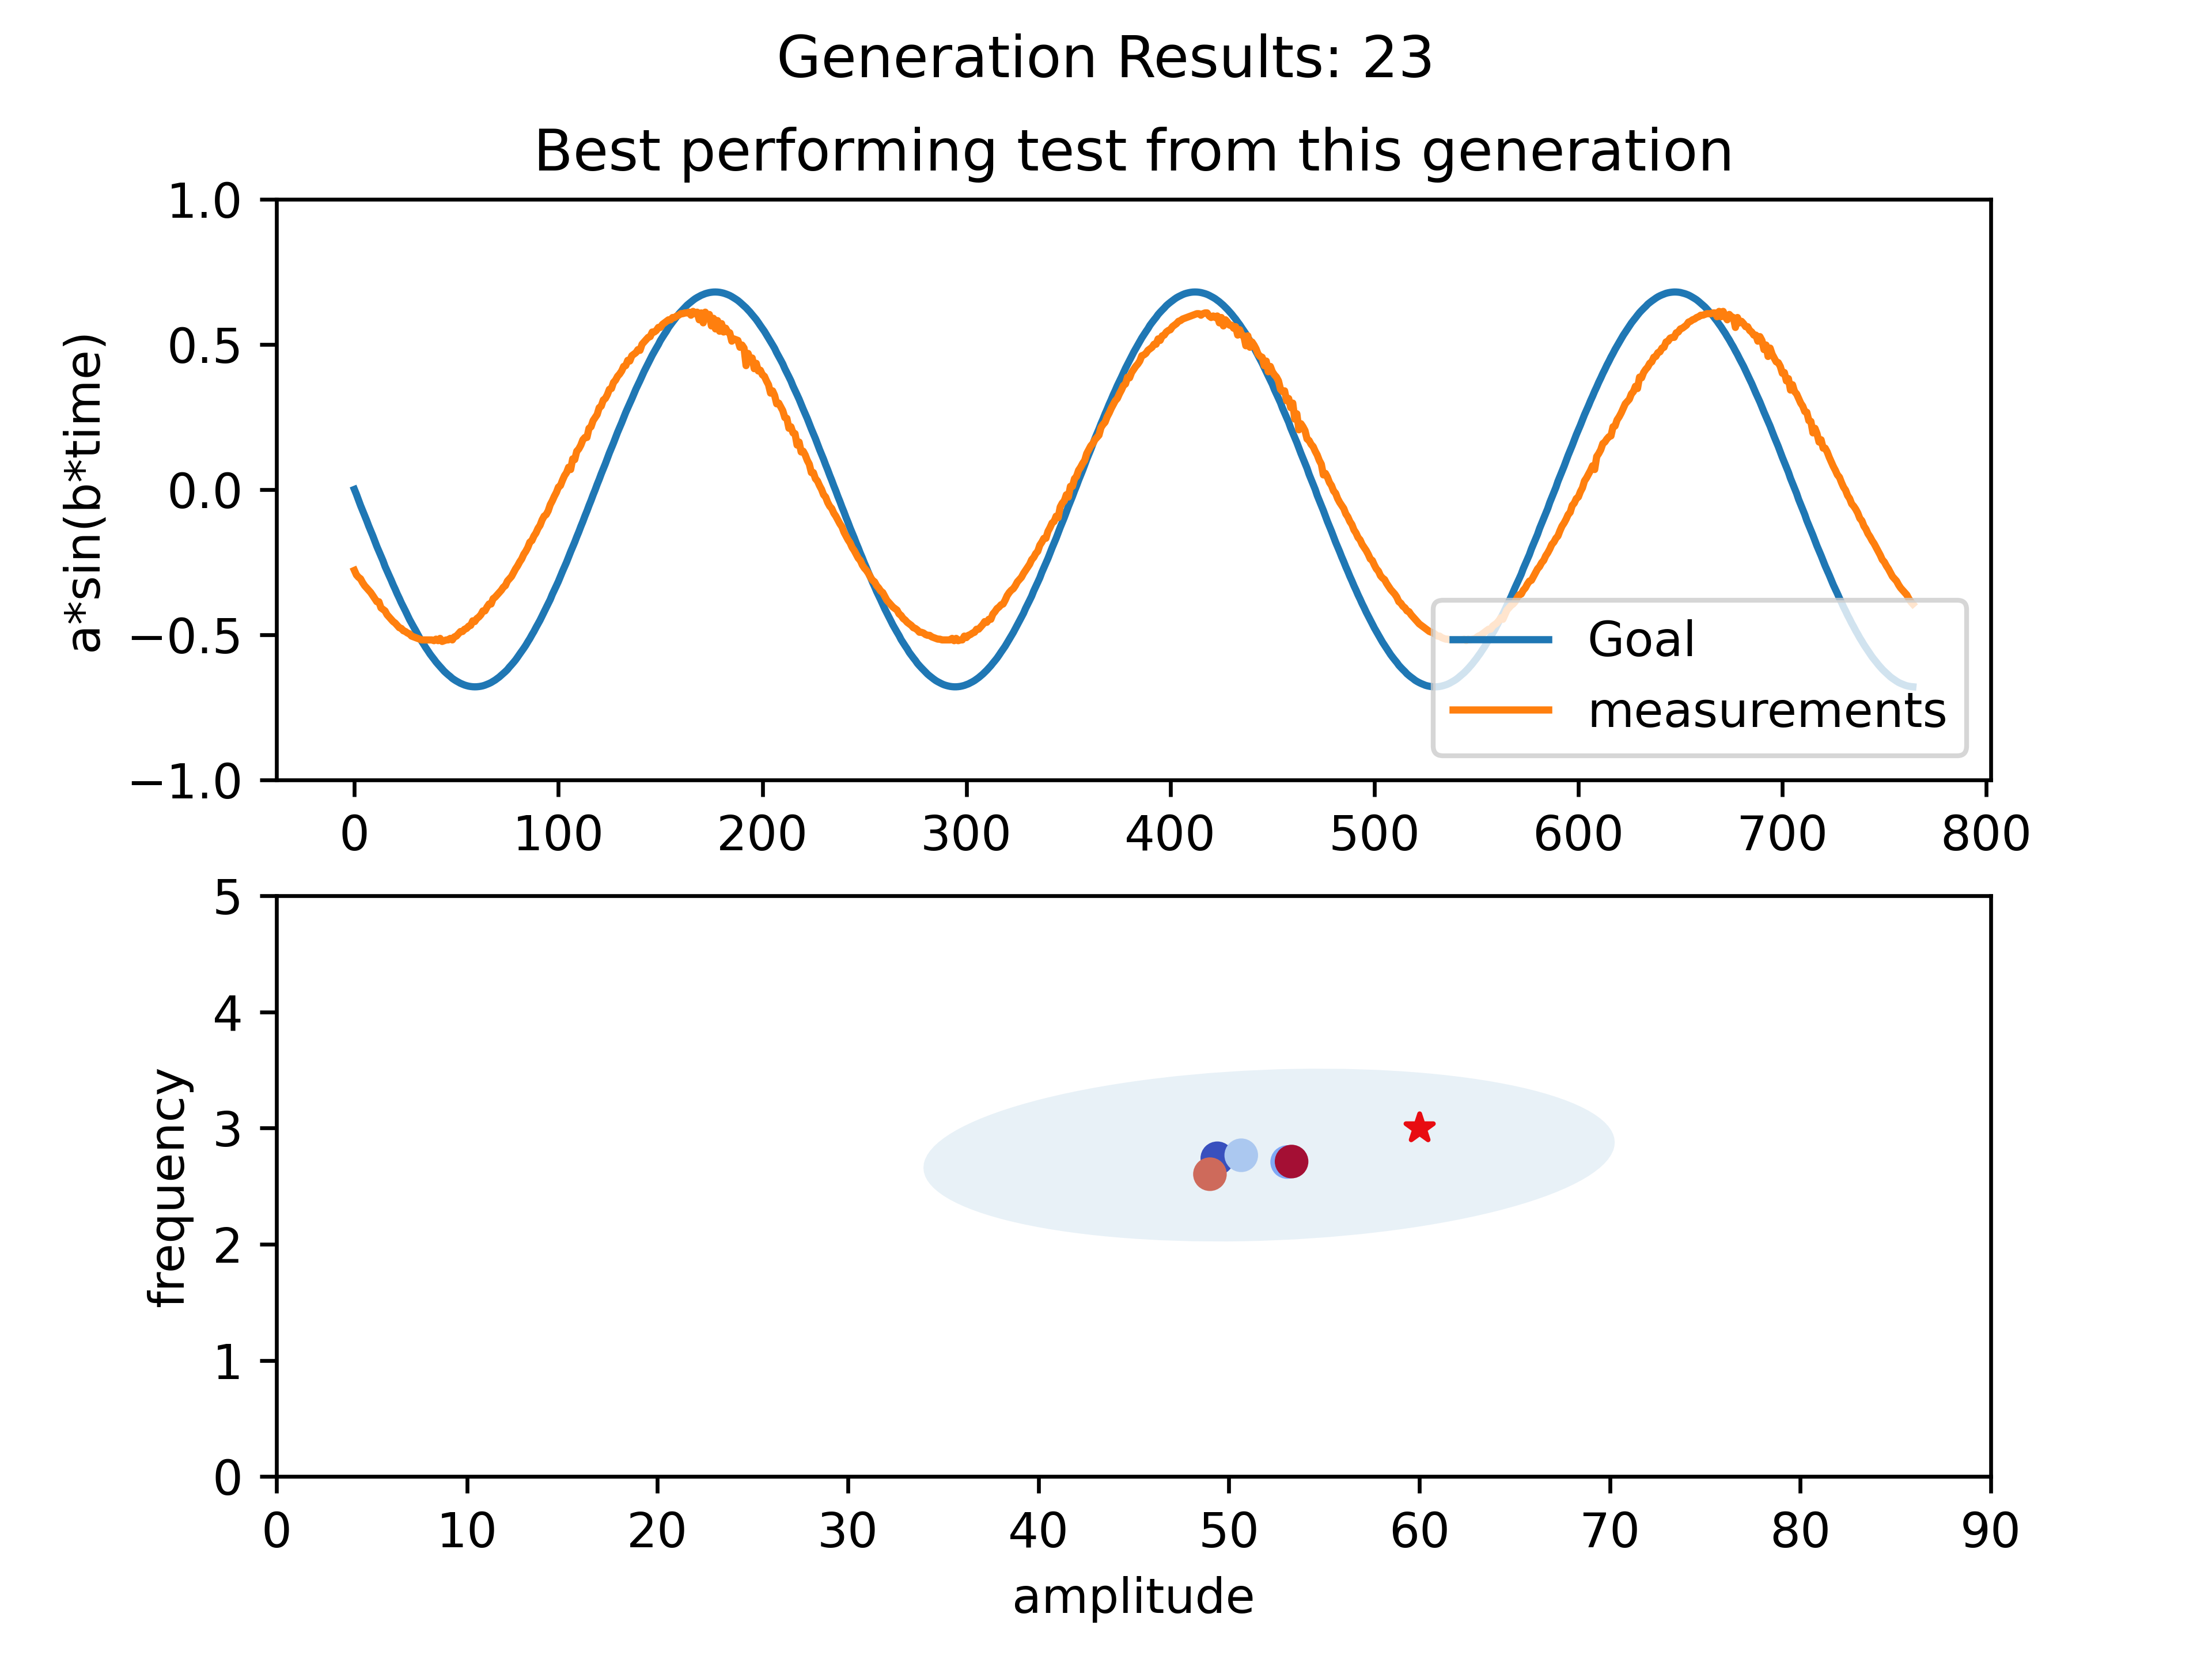 Generation Results: 23
Best performing test from this generation
1.0
0.5
0.0
−0.5
−1.0
a*sin(b*time)
Goal
measurements
0 100 200 300 400 500 600 700 800
5
4
3
2
1
0
frequency
0 10 20 30 40 50 60 70 80 90
amplitude